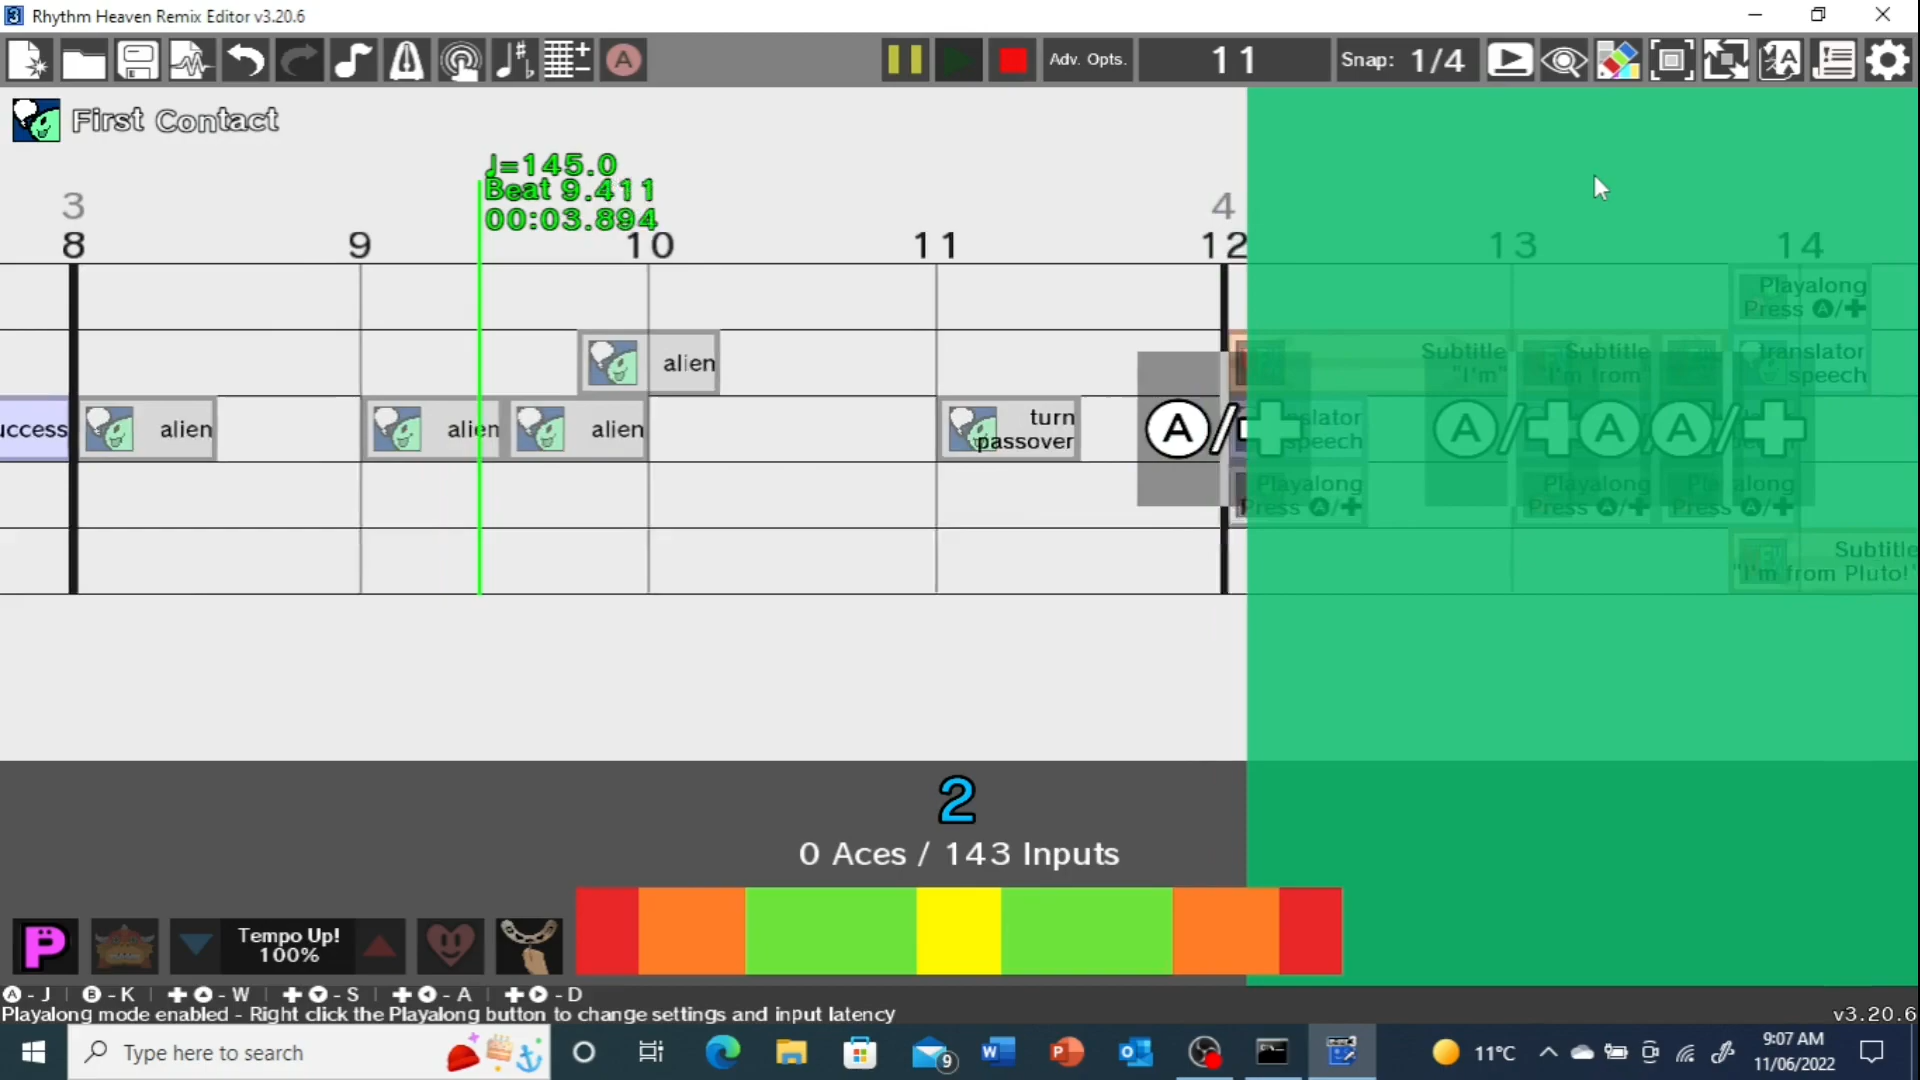 Rhythm Heaven Remix Editor v3.20.6
A
Adv. Opts.
11
Snap: 1/4
First Contact
♩=145.0
Beat 9.411
00:03.894
3
4
8
9
10
11
12
13
14
Playalong
Press A/✚
alien
Subtitle
"I'm"
Subtitle
"I'm from"
translator
speech
uccess
alien
alien
alien
turn
passover
A/✚
A/✚
A
A/✚
Playalong
Press A/✚
Playalong
Press A/✚
Press A/✚
Subtitle
"I'm from Pluto!"
2
0 Aces / 143 Inputs
P
Tempo Up!
100%
A - J | B - K | ✚ - W | ✚ - S | ✚ - A | ✚ - D
Playalong mode enabled - Right click the Playalong button to change settings and input latency
v3.20.6
Type here to search
9
11°C
9:07 AM
11/06/2022